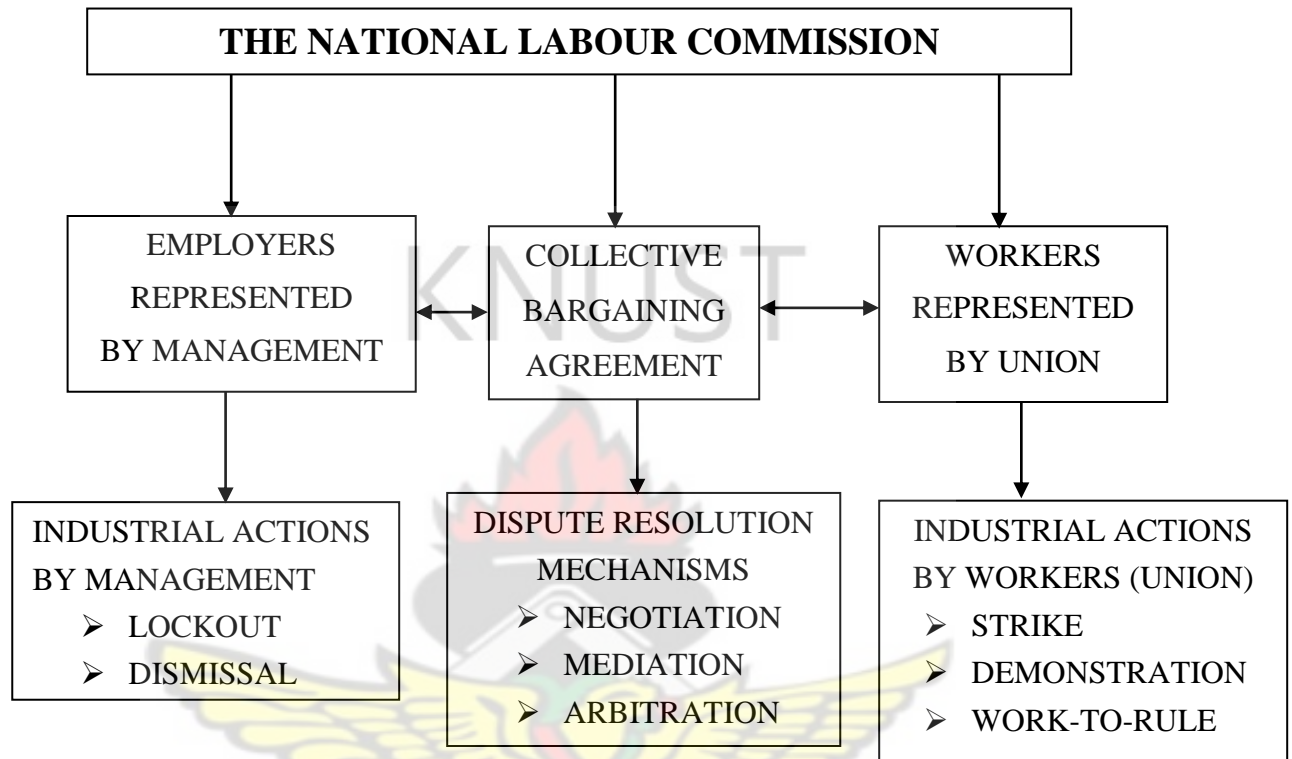 THE NATIONAL LABOUR COMMISSION
EMPLOYERS
REPRESENTED
BY MANAGEMENT
COLLECTIVE
BARGAINING
AGREEMENT
WORKERS
REPRESENTED
BY UNION
KNUST
INDUSTRIAL ACTIONS
BY MANAGEMENT
➢ LOCKOUT
➢ DISMISSAL
DISPUTE RESOLUTION
MECHANISMS
➢ NEGOTIATION
➢ MEDIATION
➢ ARBITRATION
INDUSTRIAL ACTIONS
BY WORKERS (UNION)
➢ STRIKE
➢ DEMONSTRATION
➢ WORK-TO-RULE